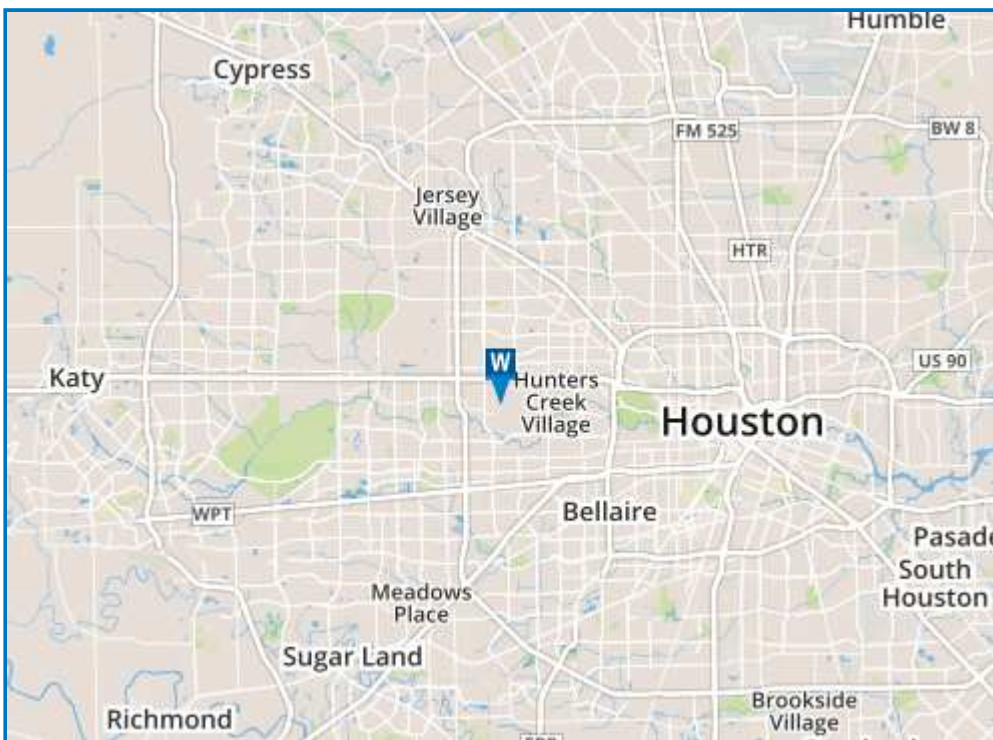 Humble
Cypress
FM 525
BW 8
Jersey
Village
HTR
W
US 90
Katy
Hunters
Creek
Village
Houston
WPT
Bellaire
Pasade
South
Houston
Meadows
Place
Sugar Land
Brookside
Village
Richmond